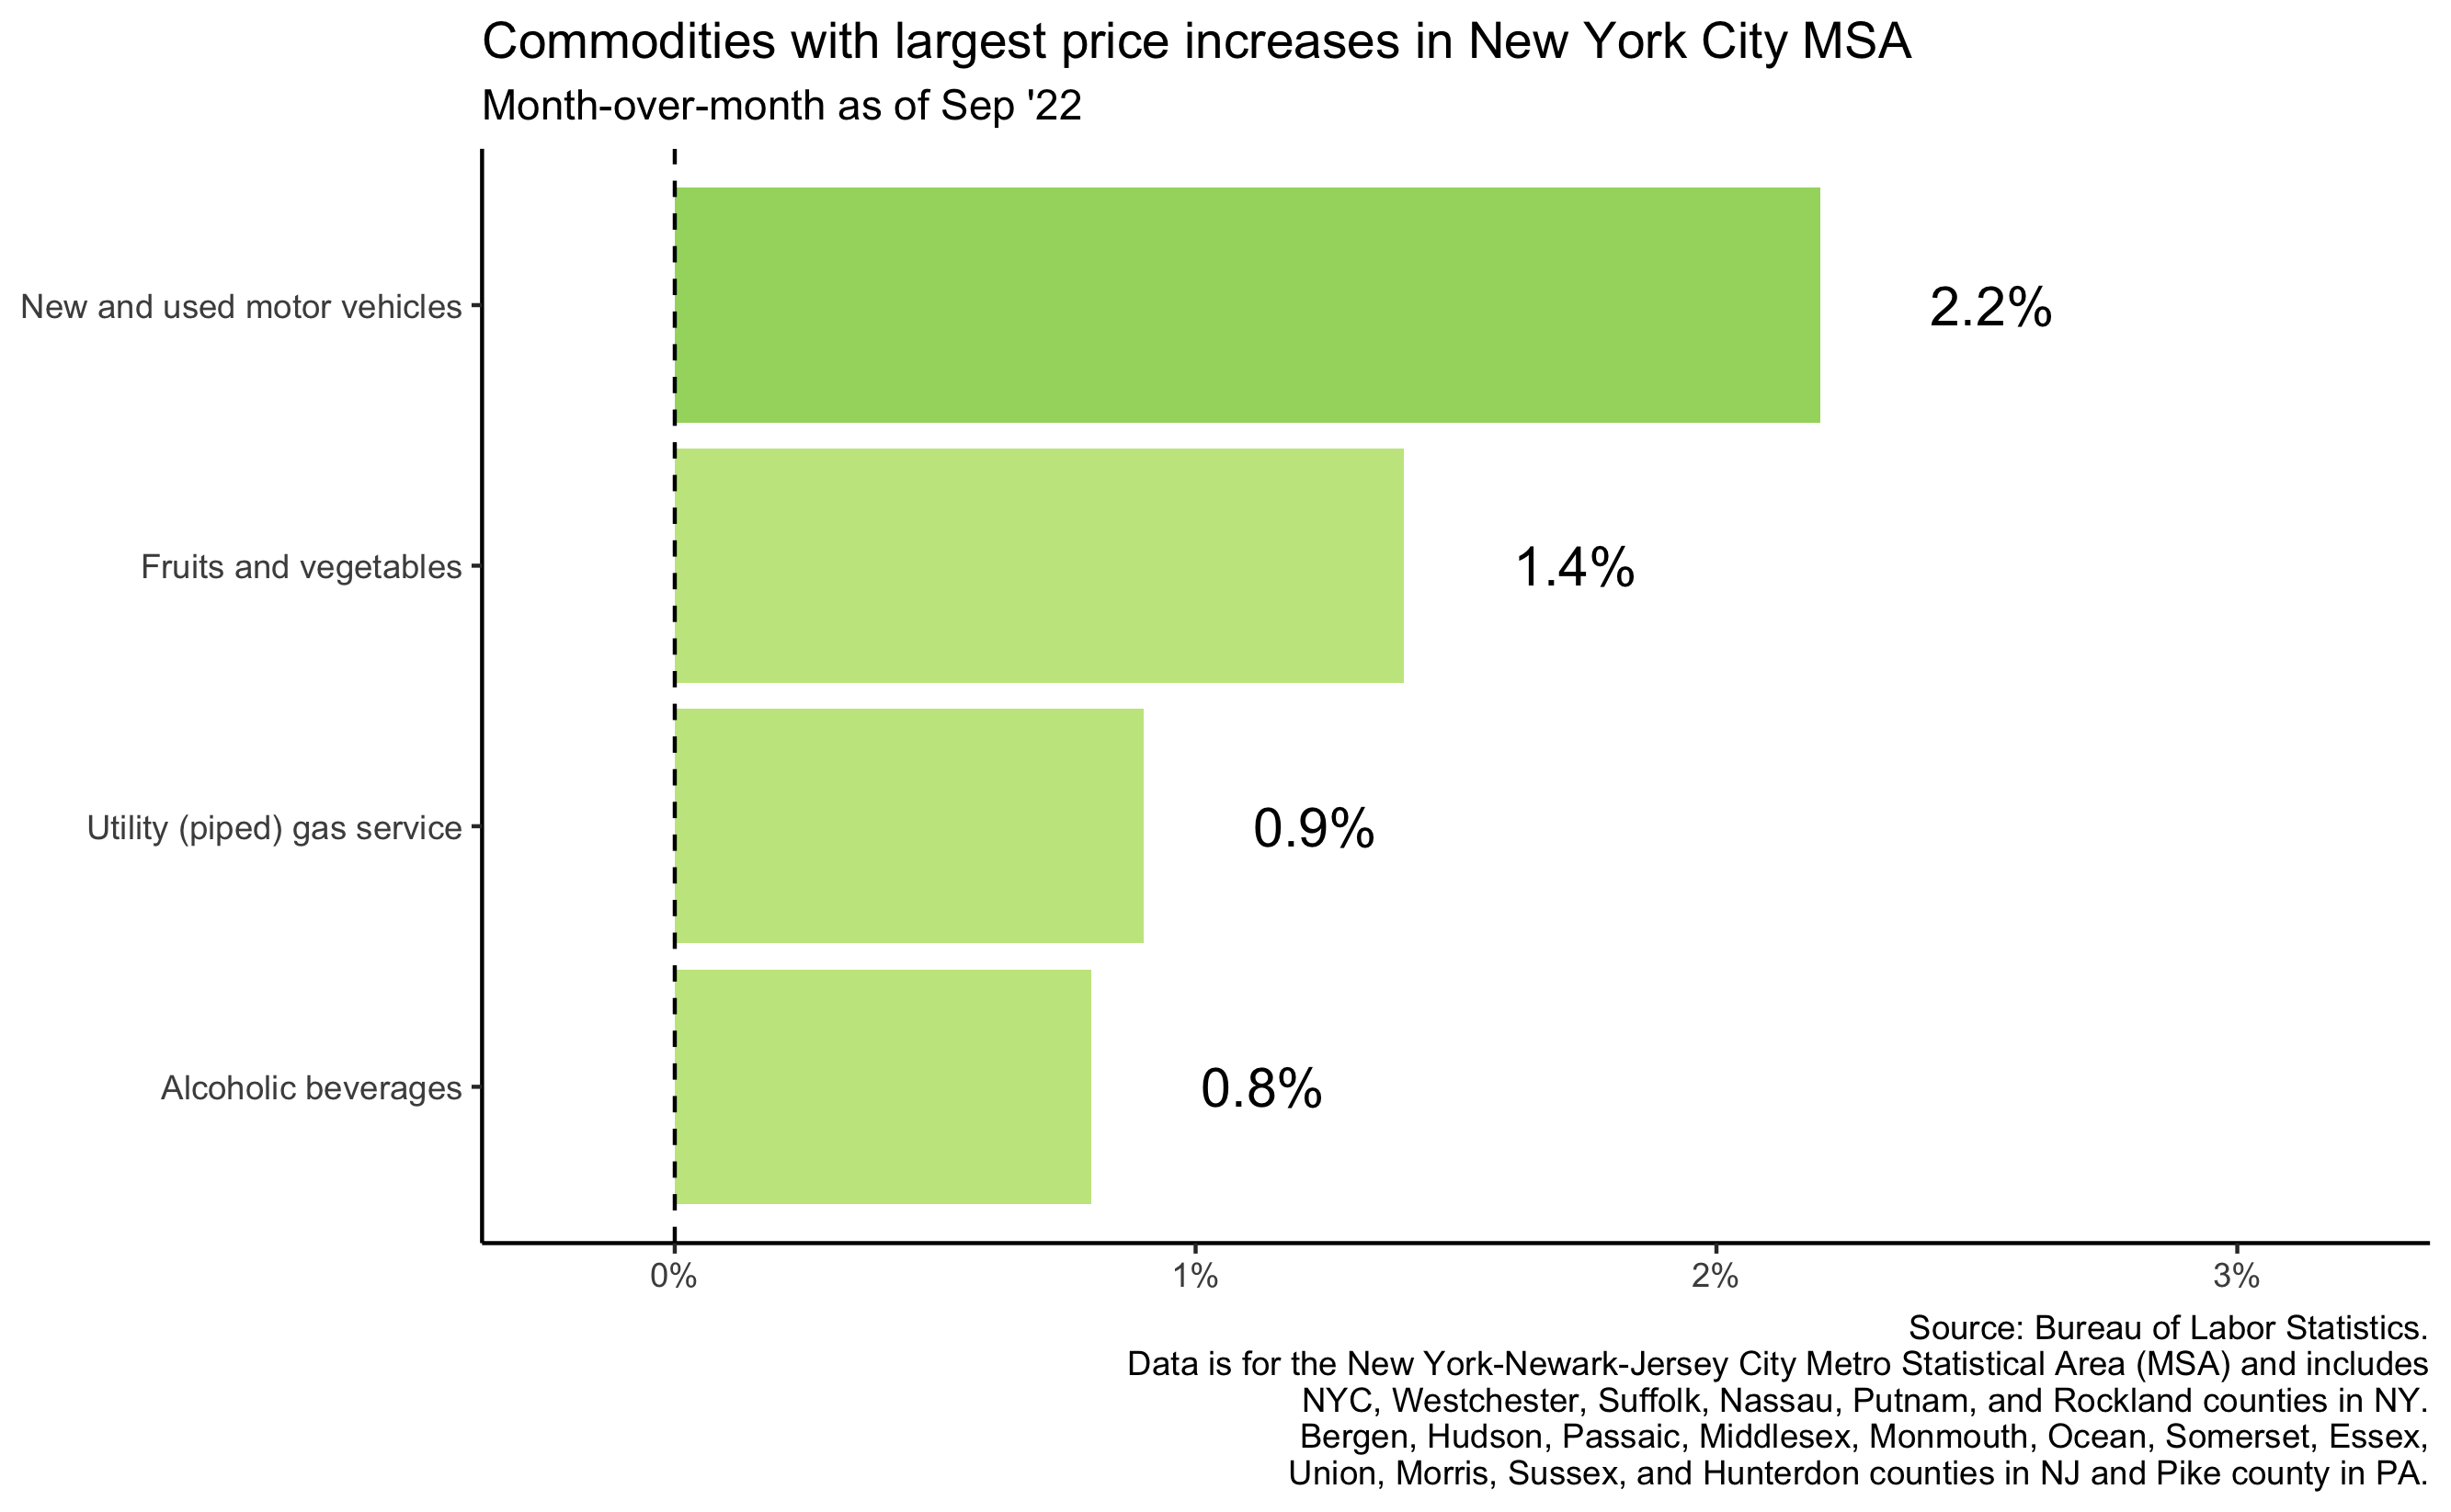 Commodities with largest price increases in New York City MSA
Month-over-month as of Sep '22
New and used motor vehicles
2.2%
Fruits and vegetables
1.4%
Utility (piped) gas service
0.9%
Alcoholic beverages
0.8%
0%
1%
2%
3%
Source: Bureau of Labor Statistics.
Data is for the New York-Newark-Jersey City Metro Statistical Area (MSA) and includes
NYC, Westchester, Suffolk, Nassau, Putnam, and Rockland counties in NY.
Bergen, Hudson, Passaic, Middlesex, Monmouth, Ocean, Somerset, Essex,
Union, Morris, Sussex, and Hunterdon counties in NJ and Pike county in PA.